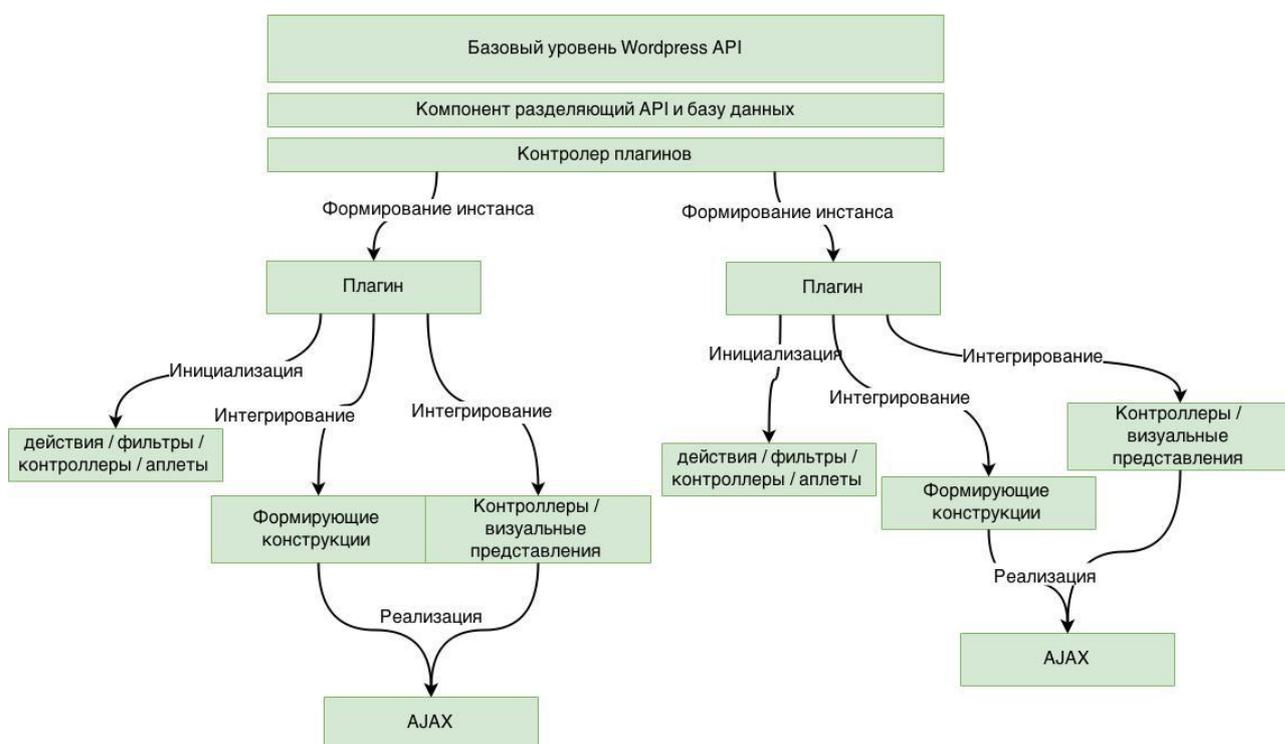 Базовый уровень Wordpress API
Компонент разделяющий API и базу данных
Контролер плагинов
Формирование инстанса
Формирование инстанса
Плагин
Плагин
Инициализация
Интегрирование
Интегрирование
Инициализация
Интегрирование
Интегрирование
действия / фильтры /
контроллеры / аплеты
Формирующие
конструкции
Контроллеры /
визуальные
представления
действия / фильтры /
контроллеры / аплеты
Формирующие
конструкции
Контроллеры /
визуальные
представления
Реализация
Реализация
AJAX
AJAX